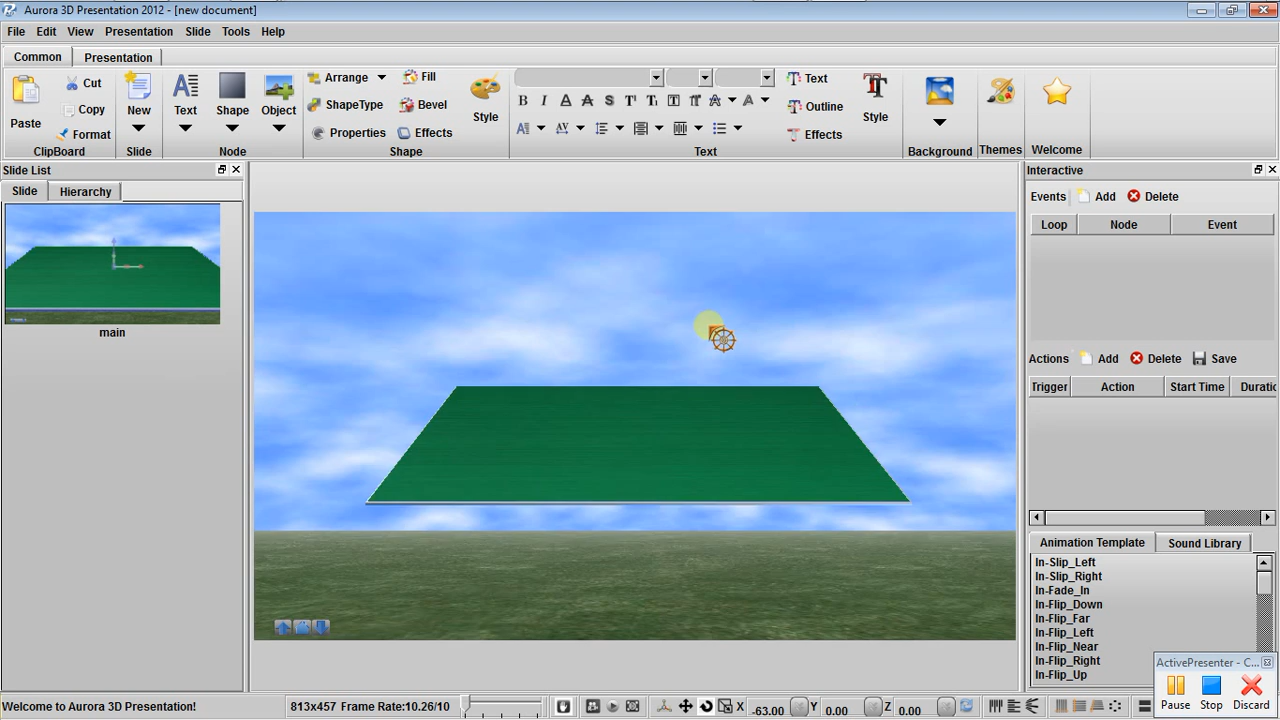 Aurora 3D Presentation 2012 - [new document]
File Edit View Presentation Slide Tools Help
Common Presentation
Paste Cut Copy Format ClipBoard
New Slide
Text Shape Object Node
Arrange ShapeType Properties Fill Bevel Effects Style Shape
B I A A S T T T T A A
AV
Text Outline Effects Style Text
Background
Themes
Welcome
Slide List
Slide Hierarchy
main
Interactive
Events Add Delete
Loop Node Event
Actions Add Delete Save
Trigger Action Start Time Duratic
Animation Template Sound Library
In-Slip_Left
In-Slip_Right
In-Fade_In
In-Flip_Down
In-Flip_Far
In-Flip_Left
In-Flip_Near
In-Flip_Right
In-Flip_Up
ActivePresenter - C...
Pause Stop Discard
Welcome to Aurora 3D Presentation!
813x457 Frame Rate:10.26/10
X -63.00 Y 0.00 Z 0.00